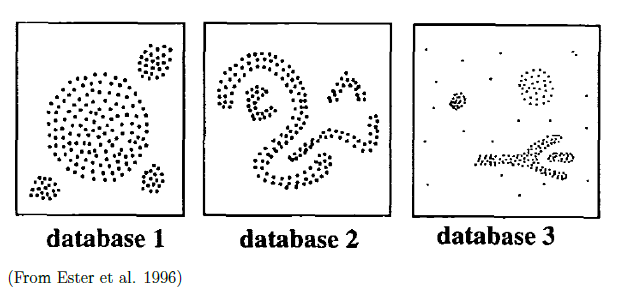 database 1 database 2 database 3
(From Ester et al. 1996)